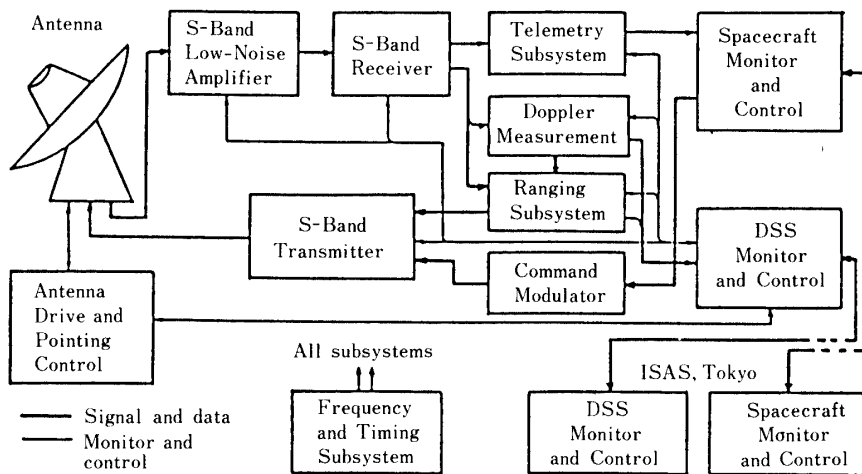 Antenna
S-Band
Low-Noise
Amplifier
S-Band
Receiver
Telemetry
Subsystem
Spacecraft
Monitor
and
Control
Doppler
Measurement
Ranging
Subsystem
S-Band
Transmitter
Command
Modulator
DSS
Monitor
and Control
Antenna
Drive and
Pointing
Control
All subsystems
Frequency
and Timing
Subsystem
ISAS, Tokyo
DSS
Monitor
and Control
Spacecraft
Monitor
and Control
Signal and data
Monitor and
control